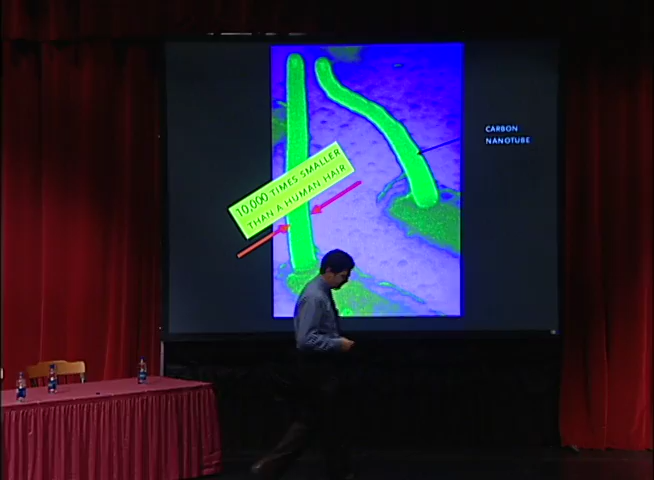 10,000 TIMES SMALLER
THAN A HUMAN HAIR
CARBON
NANOTUBE